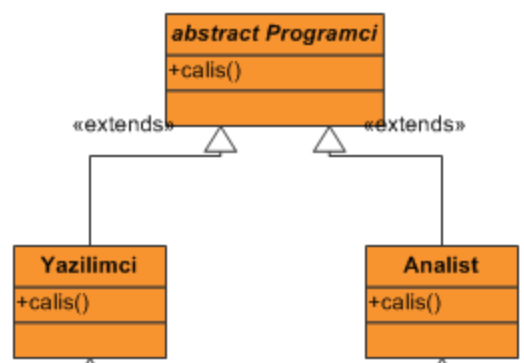 abstract Programci
+calis()
«extends»
«extends»
Yazilimci
+calis()
Analist
+calis()